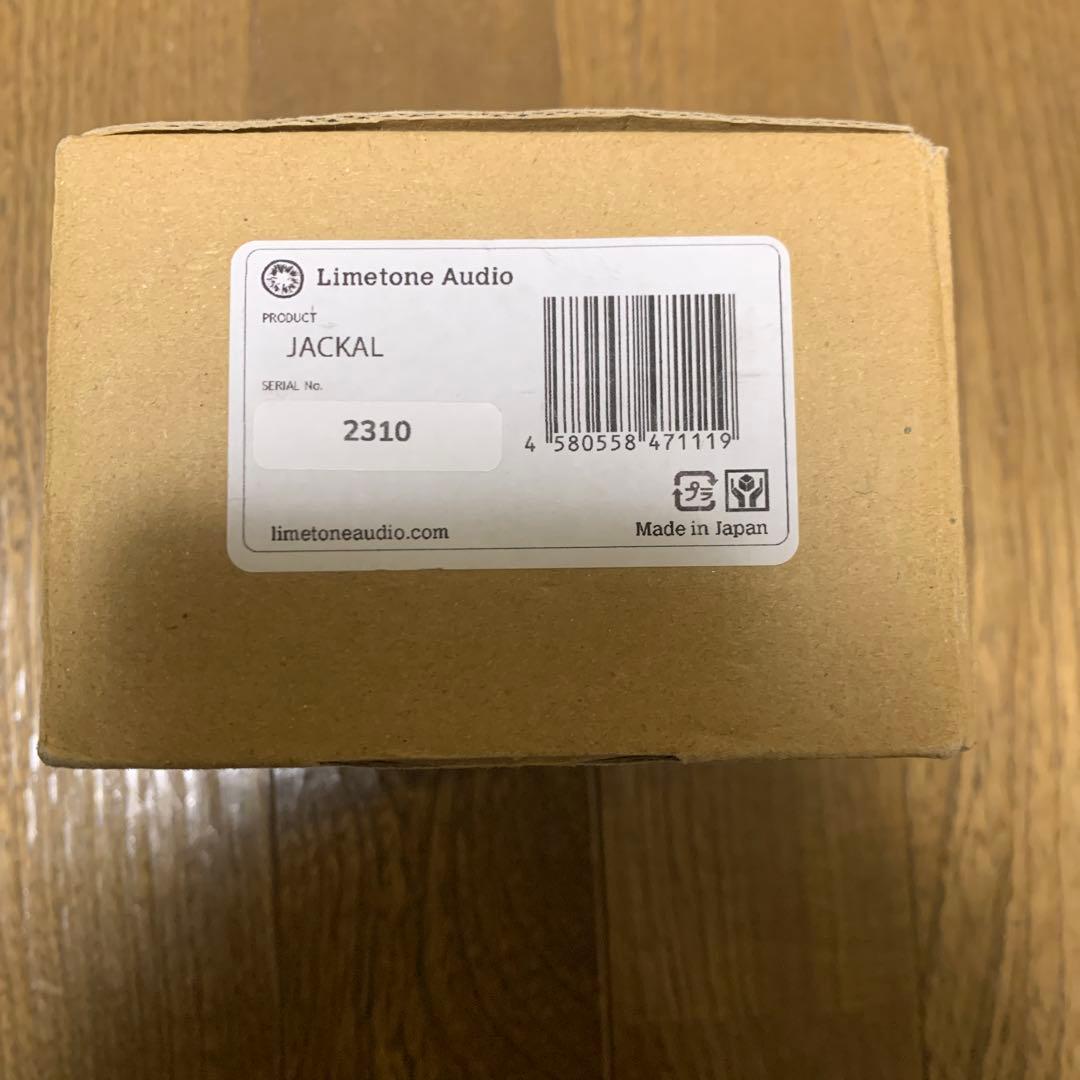 Limetone Audio
PRODUCT
JACKAL
SERIAL No.
2310
4 580558 471119
プラ
limetoneaudio.com
Made in Japan